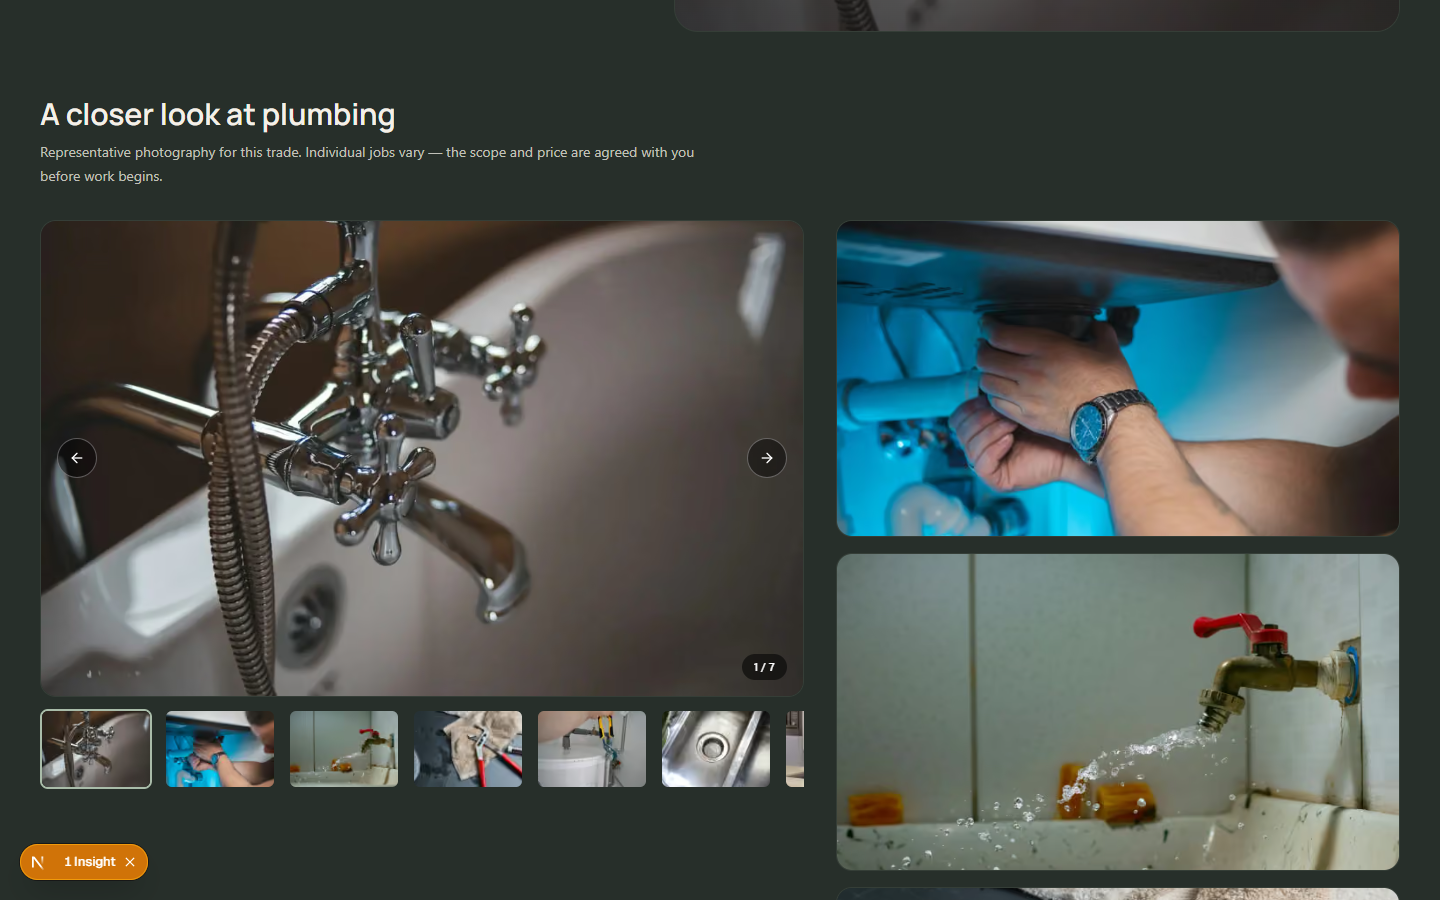 A closer look at plumbing
Representative photography for this trade. Individual jobs vary — the scope and price are agreed with you
before work begins.
1 / 7
N 1 Insight